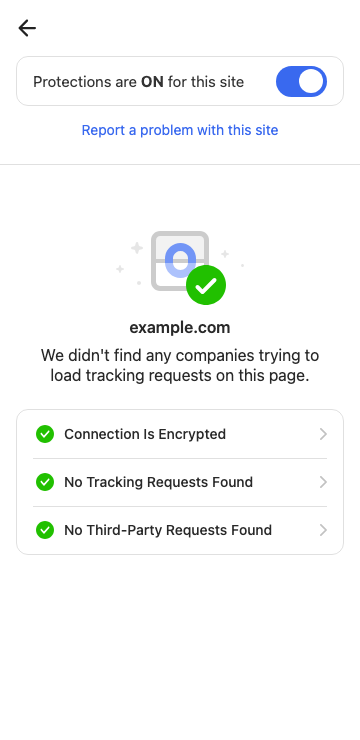 Protections are ON for this site
Report a problem with this site
example.com
We didn't find any companies trying to
load tracking requests on this page.
Connection Is Encrypted
No Tracking Requests Found
No Third-Party Requests Found